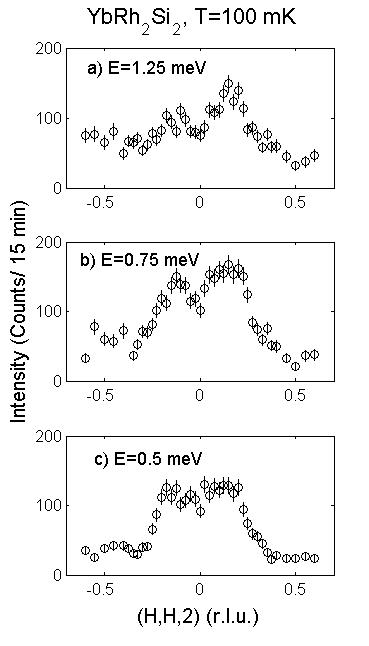 YbRh2Si2, T=100 mK
200
a) E=1.25 meV
100
0
-0.5 0 0.5
200
b) E=0.75 meV
100
0
-0.5 0 0.5
200
c) E=0.5 meV
100
0
-0.5 0 0.5
(H,H,2) (r.l.u.)
Intensity (Counts/ 15 min)